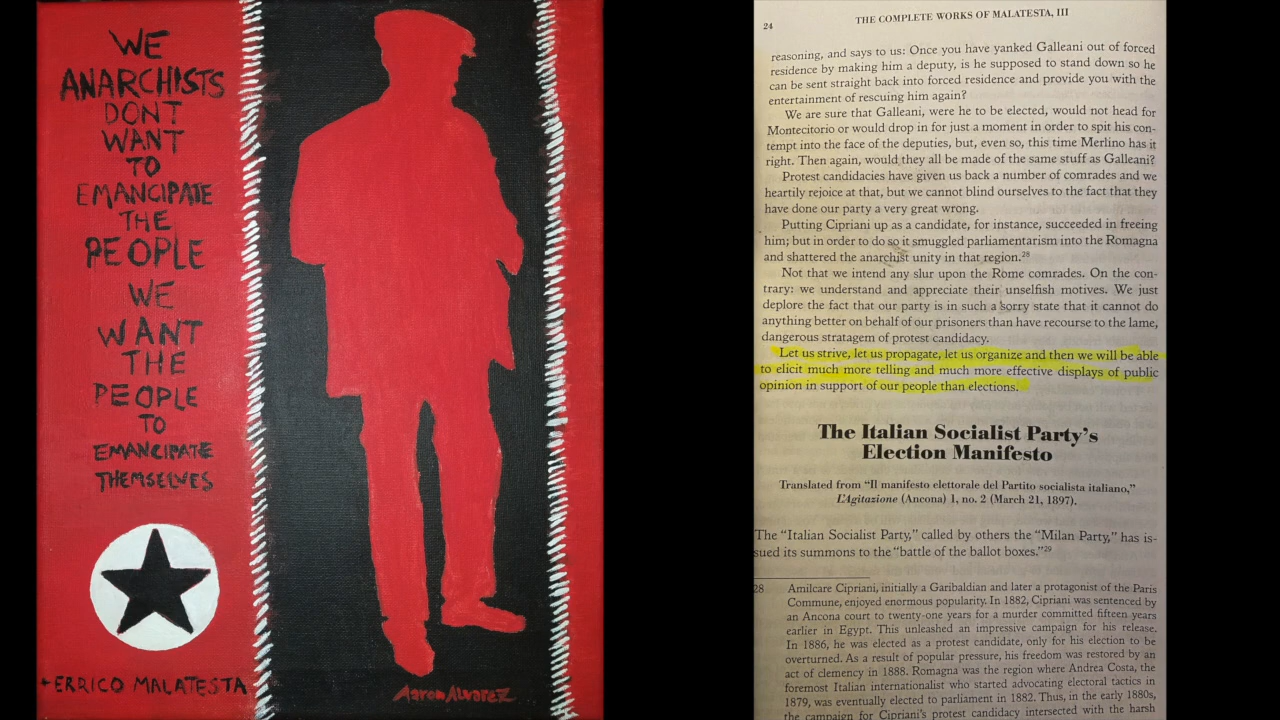 WE
ANARCHISTS
DONT
WANT
TO
EMANCIPATE
THE
PEOPLE
WE
WANT
THE
PEOPLE
TO
EMANCIPATE
THEMSELVES
+ERRICO MALATESTA
Aaron Alvarez
24
THE COMPLETE WORKS OF MALATESTA, III
reasoning, and says to us: Once you have yanked Galleani out of forced
residence by making him a deputy, is he supposed to stand down so he
can be sent straight back into forced residence and provide you with the
entertainment of rescuing him again?
We are sure that Galleani, were he to be elected, would not head for
Montecitorio or would drop in for just a moment in order to spit his con-
tempt into the face of the deputies, but, even so, this time Merlino has it
right. Then again, would they all be made of the same stuff as Galleani?
Protest candidacies have given us back a number of comrades and we
heartily rejoice at that, but we cannot blind ourselves to the fact that they
have done our party a very great wrong.
Putting Cipriani up as a candidate, for instance, succeeded in freeing
him; but in order to do so it smuggled parliamentarism into the Romagna
and shattered the anarchist unity in that region.28
Not that we intend any slur upon the Rome comrades. On the con-
trary: we understand and appreciate their unselfish motives. We just
deplore the fact that our party is in such a sorry state that it cannot do
anything better on behalf of our prisoners than have recourse to the lame,
dangerous stratagem of protest candidacy.
Let us strive, let us propagate, let us organize and then we will be able
to elicit much more telling and much more effective displays of public
opinion in support of our people than elections.
The Italian Socialist Party's
Election Manifesto
Translated from "Il manifesto elettorale del Partito socialista italiano,"
L'Agitazione (Ancona) 1, no. 2 (March 21, 1897).
The "Italian Socialist Party," called by others the "Milan Party," has is-
sued its summons to the "battle of the ballot boxes."29
28 Amilcare Cipriani, initially a Garibaldian and later a protagonist of the Paris
Commune, enjoyed enormous popularity. In 1882, Cipriani was sentenced by
an Ancona court to twenty-one years for a murder committed fifteen years
earlier in Egypt. This unleashed an impressive campaign for his release.
In 1886, he was elected as a protest candidate, only for his election to be
overturned. As a result of popular pressure, his freedom was restored by an
act of clemency in 1888. Romagna was the region where Andrea Costa, the
foremost Italian internationalist who started advocating electoral tactics in
1879, was eventually elected to parliament in 1882. Thus, in the early 1880s,
the campaign for Cipriani's protest candidacy intersected with the harsh